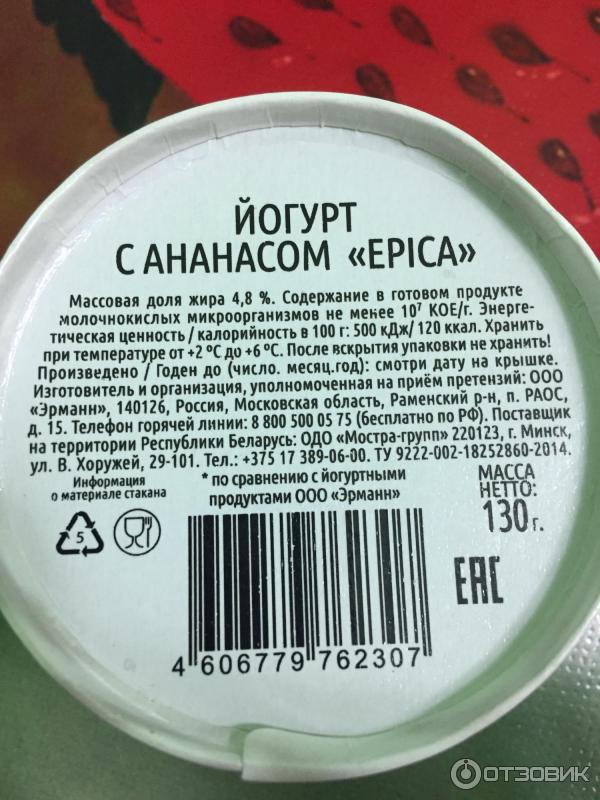 ЙОГУРТ
С АНАНАСОМ «EPICA»
Массовая доля жира 4,8 %. Содержание в готовом продукте
молочнокислых микроорганизмов не менее 10⁷ КОЕ/г. Энерге-
тическая ценность / калорийность в 100 г: 500 кДж/ 120 ккал. Хранить
при температуре от +2 °С до +6 °С. После вскрытия упаковки не хранить!
Произведено / Годен до (число. месяц.год): смотри дату на крышке.
Изготовитель и организация, уполномоченная на приём претензий: ООО
«Эрманн», 140126, Россия, Московская область, Раменский р-н, п. РАОС,
д. 15. Телефон горячей линии: 8 800 500 05 75 (бесплатно по РФ). Поставщик
на территории Республики Беларусь: ОДО «Мостра-групп» 220123, г. Минск,
ул. В. Хоружей, 29-101. Тел.: +375 17 389-06-00. ТУ 9222-002-18252860-2014.
Информация
о материале стакана
* по сравнению с йогуртными
продуктами ООО «Эрманн»
МАССА
НЕТТО:
130 г.
5
EAC
4 606779 762307
ОТЗОВИК